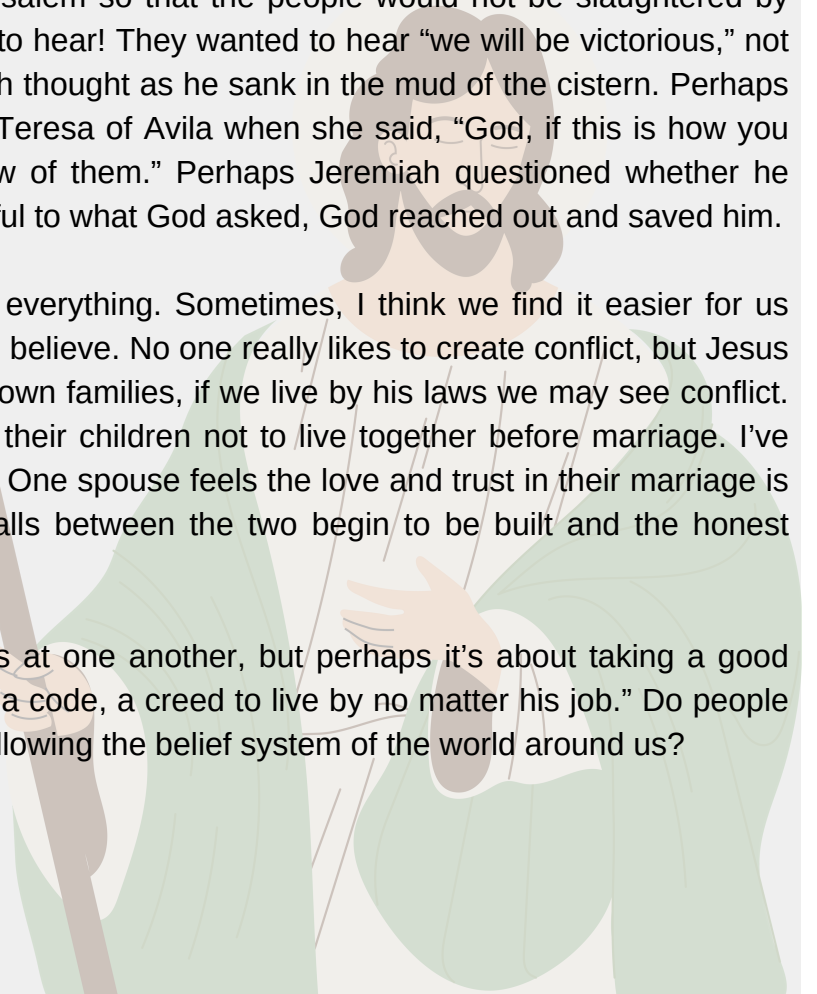 salem so that the people would not be slaughtered by
to hear! They wanted to hear “we will be victorious,” not
h thought as he sank in the mud of the cistern. Perhaps
Teresa of Avila when she said, “God, if this is how you
w of them.” Perhaps Jeremiah questioned whether he
ful to what God asked, God reached out and saved him.
everything. Sometimes, I think we find it easier for us
believe. No one really likes to create conflict, but Jesus
own families, if we live by his laws we may see conflict.
their children not to live together before marriage. I’ve
One spouse feels the love and trust in their marriage is
alls between the two begin to be built and the honest
s at one another, but perhaps it’s about taking a good
a code, a creed to live by no matter his job.” Do people
llowing the belief system of the world around us?